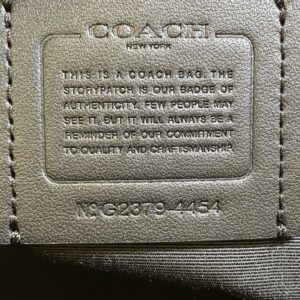 COACH
NEW YORK
THIS IS A COACH BAG. THE
STORYPATCH IS OUR BADGE OF
AUTHENTICITY. FEW PEOPLE MAY
SEE IT, BUT IT WILL ALWAYS BE A
REMINDER OF OUR COMMITMENT
TO QUALITY AND CRAFTSMANSHIP.
Nº G2379-4454